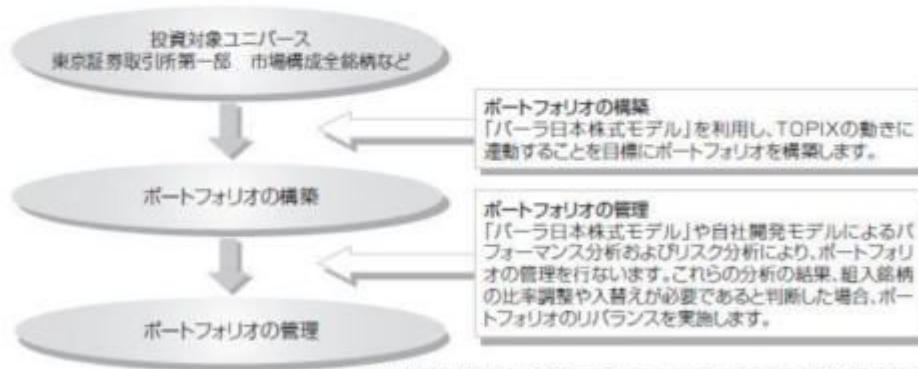 投資対象ユニバース
東京証券取引所第一部 市場構成全銘柄など
ポートフォリオの構築
「バーラ日本株式モデル」を利用し、TOPIXの動きに
連動することを目標にポートフォリオを構築します。
ポートフォリオの構築
ポートフォリオの管理
「バーラ日本株式モデル」や自社開発モデルによるパ
フォーマンス分析およびリスク分析により、ポートフォリ
オの管理を行ないます。これらの分析の結果、組入銘柄
の比率調整や入替えが必要であると判断した場合、ポー
トフォリオのリバランスを実施します。
ポートフォリオの管理